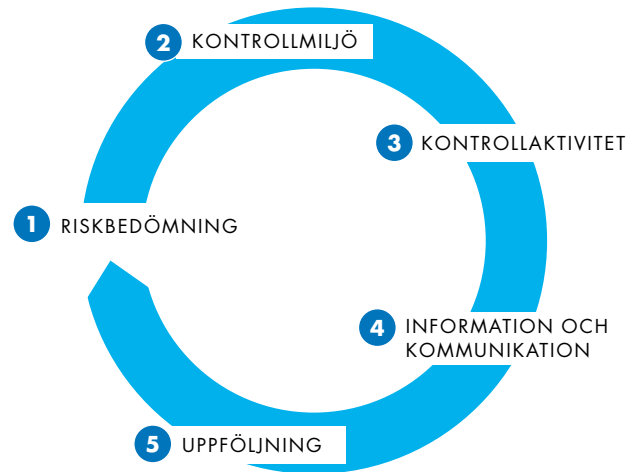 1 RISKBEDÖMNING
2 KONTROLLMILJÖ
3 KONTROLLAKTIVITET
4 INFORMATION OCH
KOMMUNIKATION
5 UPPFÖLJNING